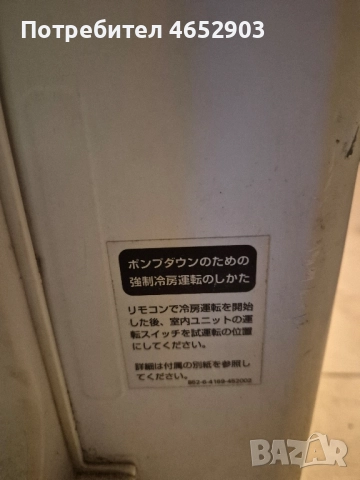 Потребител 4652903
ポンプダウンのための
強制冷房運転のしかた
リモコンで冷房運転を開始
した後、室内ユニットの運
転スイッチを試運転の位置
にしてください。
詳細は付属の別紙を参照し
てください。
BAZAR